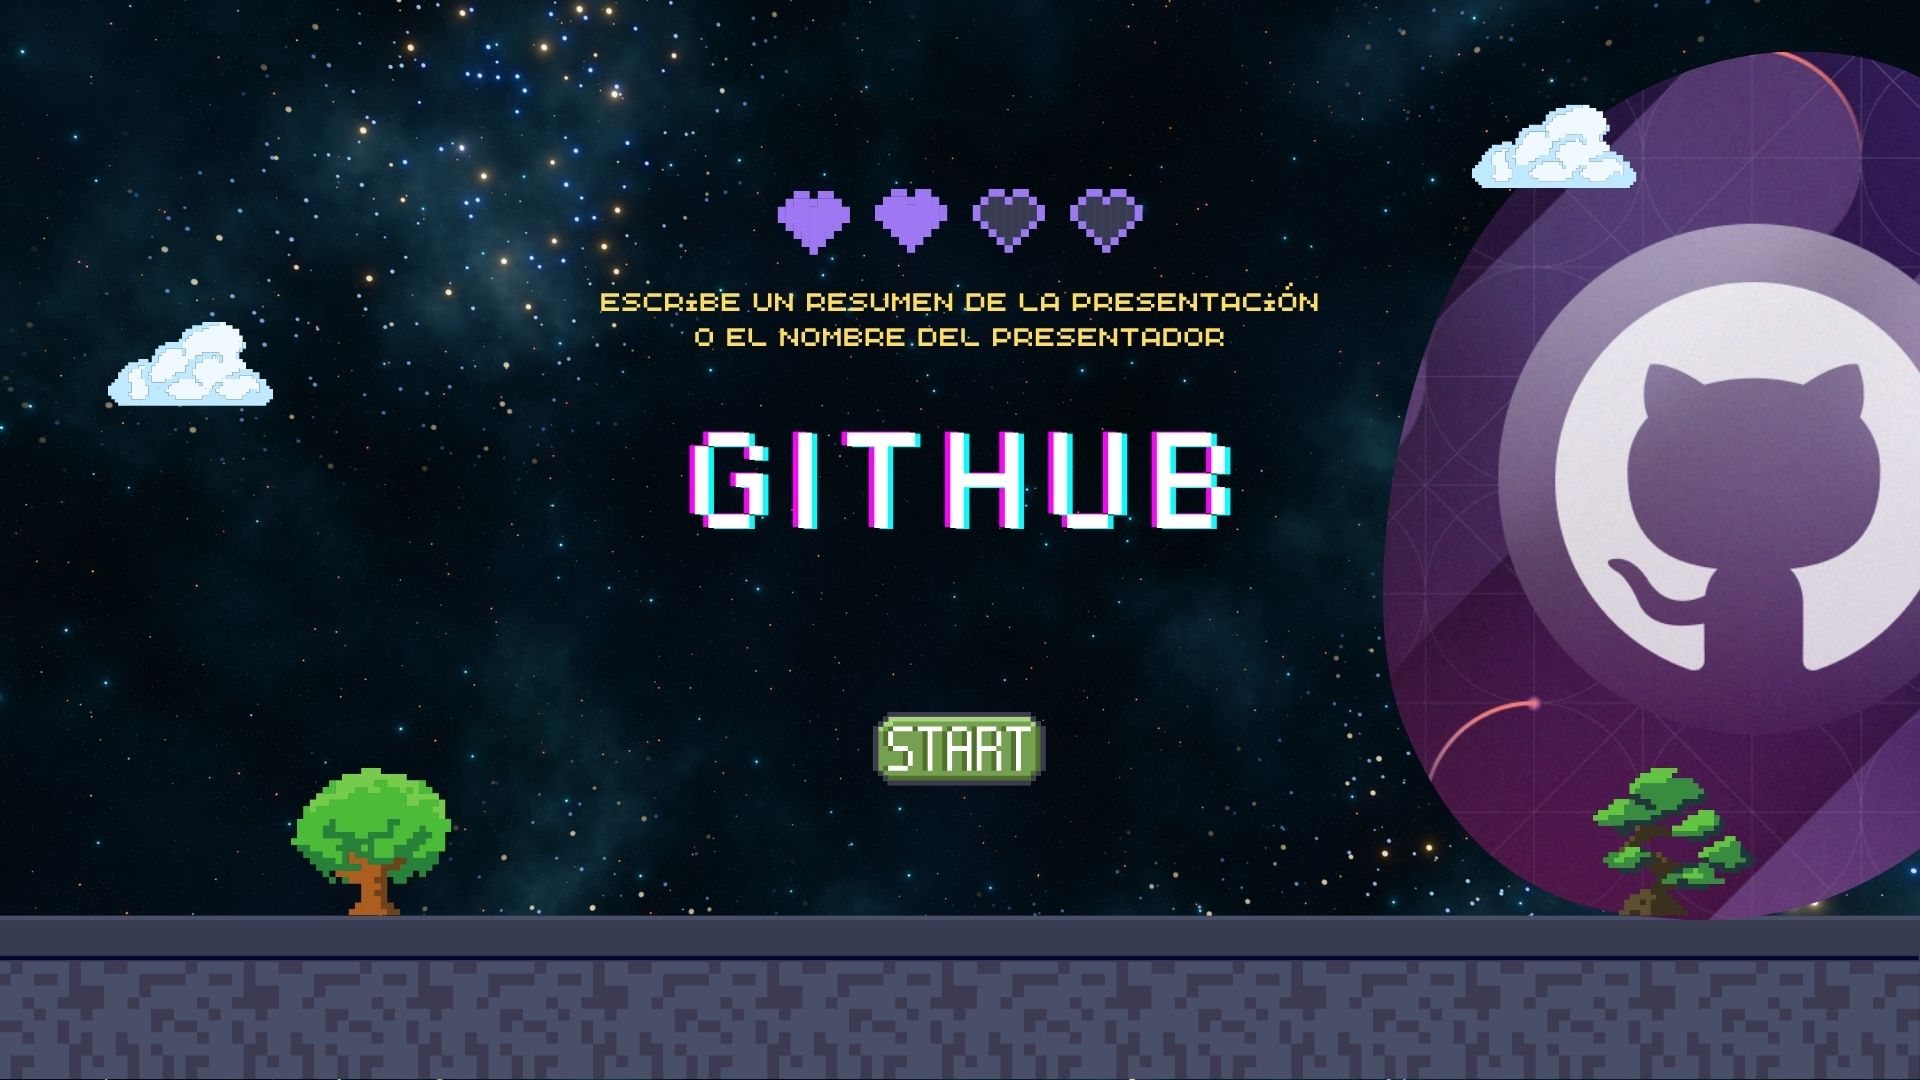 ESCRiBE UN RESUMEN DE LA PRESENTACiÓN
O EL NOMBRE DEL PRESENTADOR
GITHUB
START